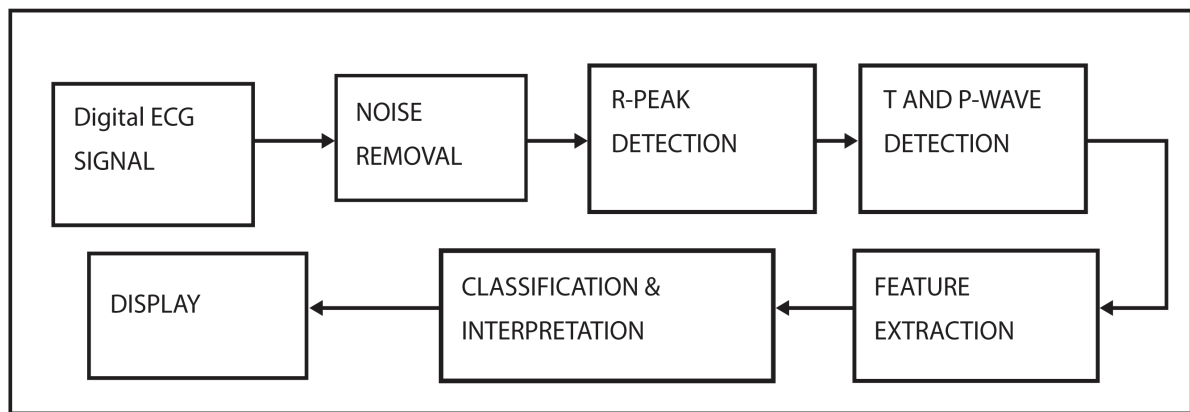 Digital ECG
SIGNAL
NOISE
REMOVAL
R-PEAK
DETECTION
T AND P-WAVE
DETECTION
FEATURE
EXTRACTION
CLASSIFICATION &
INTERPRETATION
DISPLAY